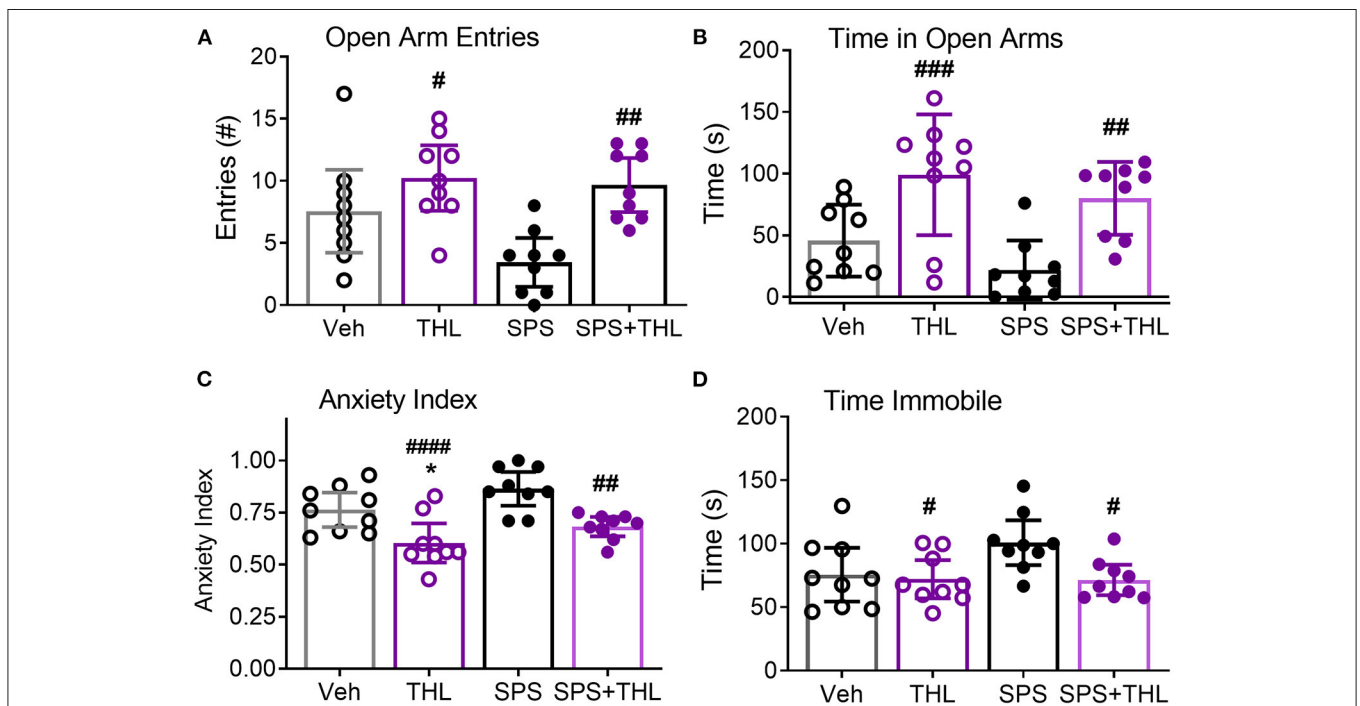 A
Open Arm Entries
Entries (#)
20
15
10
5
0
#
##
Veh
THL
SPS
SPS+THL
B
Time in Open Arms
Time (s)
200
150
100
50
0
###
##
Veh
THL
SPS
SPS+THL
C
Anxiety Index
Anxiety Index
1.00
0.75
0.50
0.25
0.00
####
*
##
Veh
THL
SPS
SPS+THL
D
Time Immobile
Time (s)
200
150
100
50
0
#
#
Veh
THL
SPS
SPS+THL